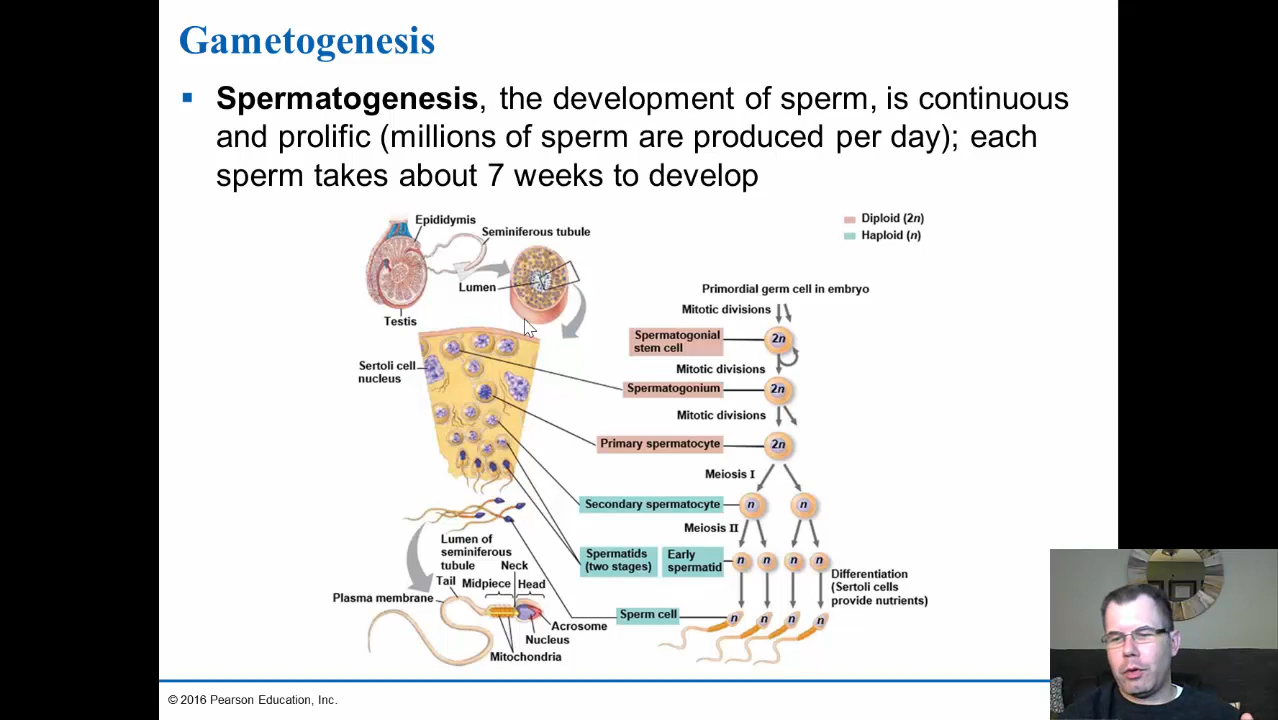 Gametogenesis
Spermatogenesis, the development of sperm, is continuous
and prolific (millions of sperm are produced per day); each
sperm takes about 7 weeks to develop
Epididymis
Seminiferous tubule
Lumen
Testis
Diploid (2n)
Haploid (n)
Primordial germ cell in embryo
Mitotic divisions
Spermatogonial
stem cell
2n
Mitotic divisions
Sertoli cell
nucleus
Spermatogonium
2n
Mitotic divisions
Primary spermatocyte
2n
Meiosis I
Secondary spermatocyte
n
n
Meiosis II
Lumen of
seminiferous
tubule
Spermatids
(two stages)
Early
spermatid
n
n
n
n
Differentiation
(Sertoli cells
provide nutrients)
Neck
Tail
Midpiece
Head
Plasma membrane
Acrosome
Nucleus
Mitochondria
Sperm cell
n
n
n
n
© 2016 Pearson Education, Inc.